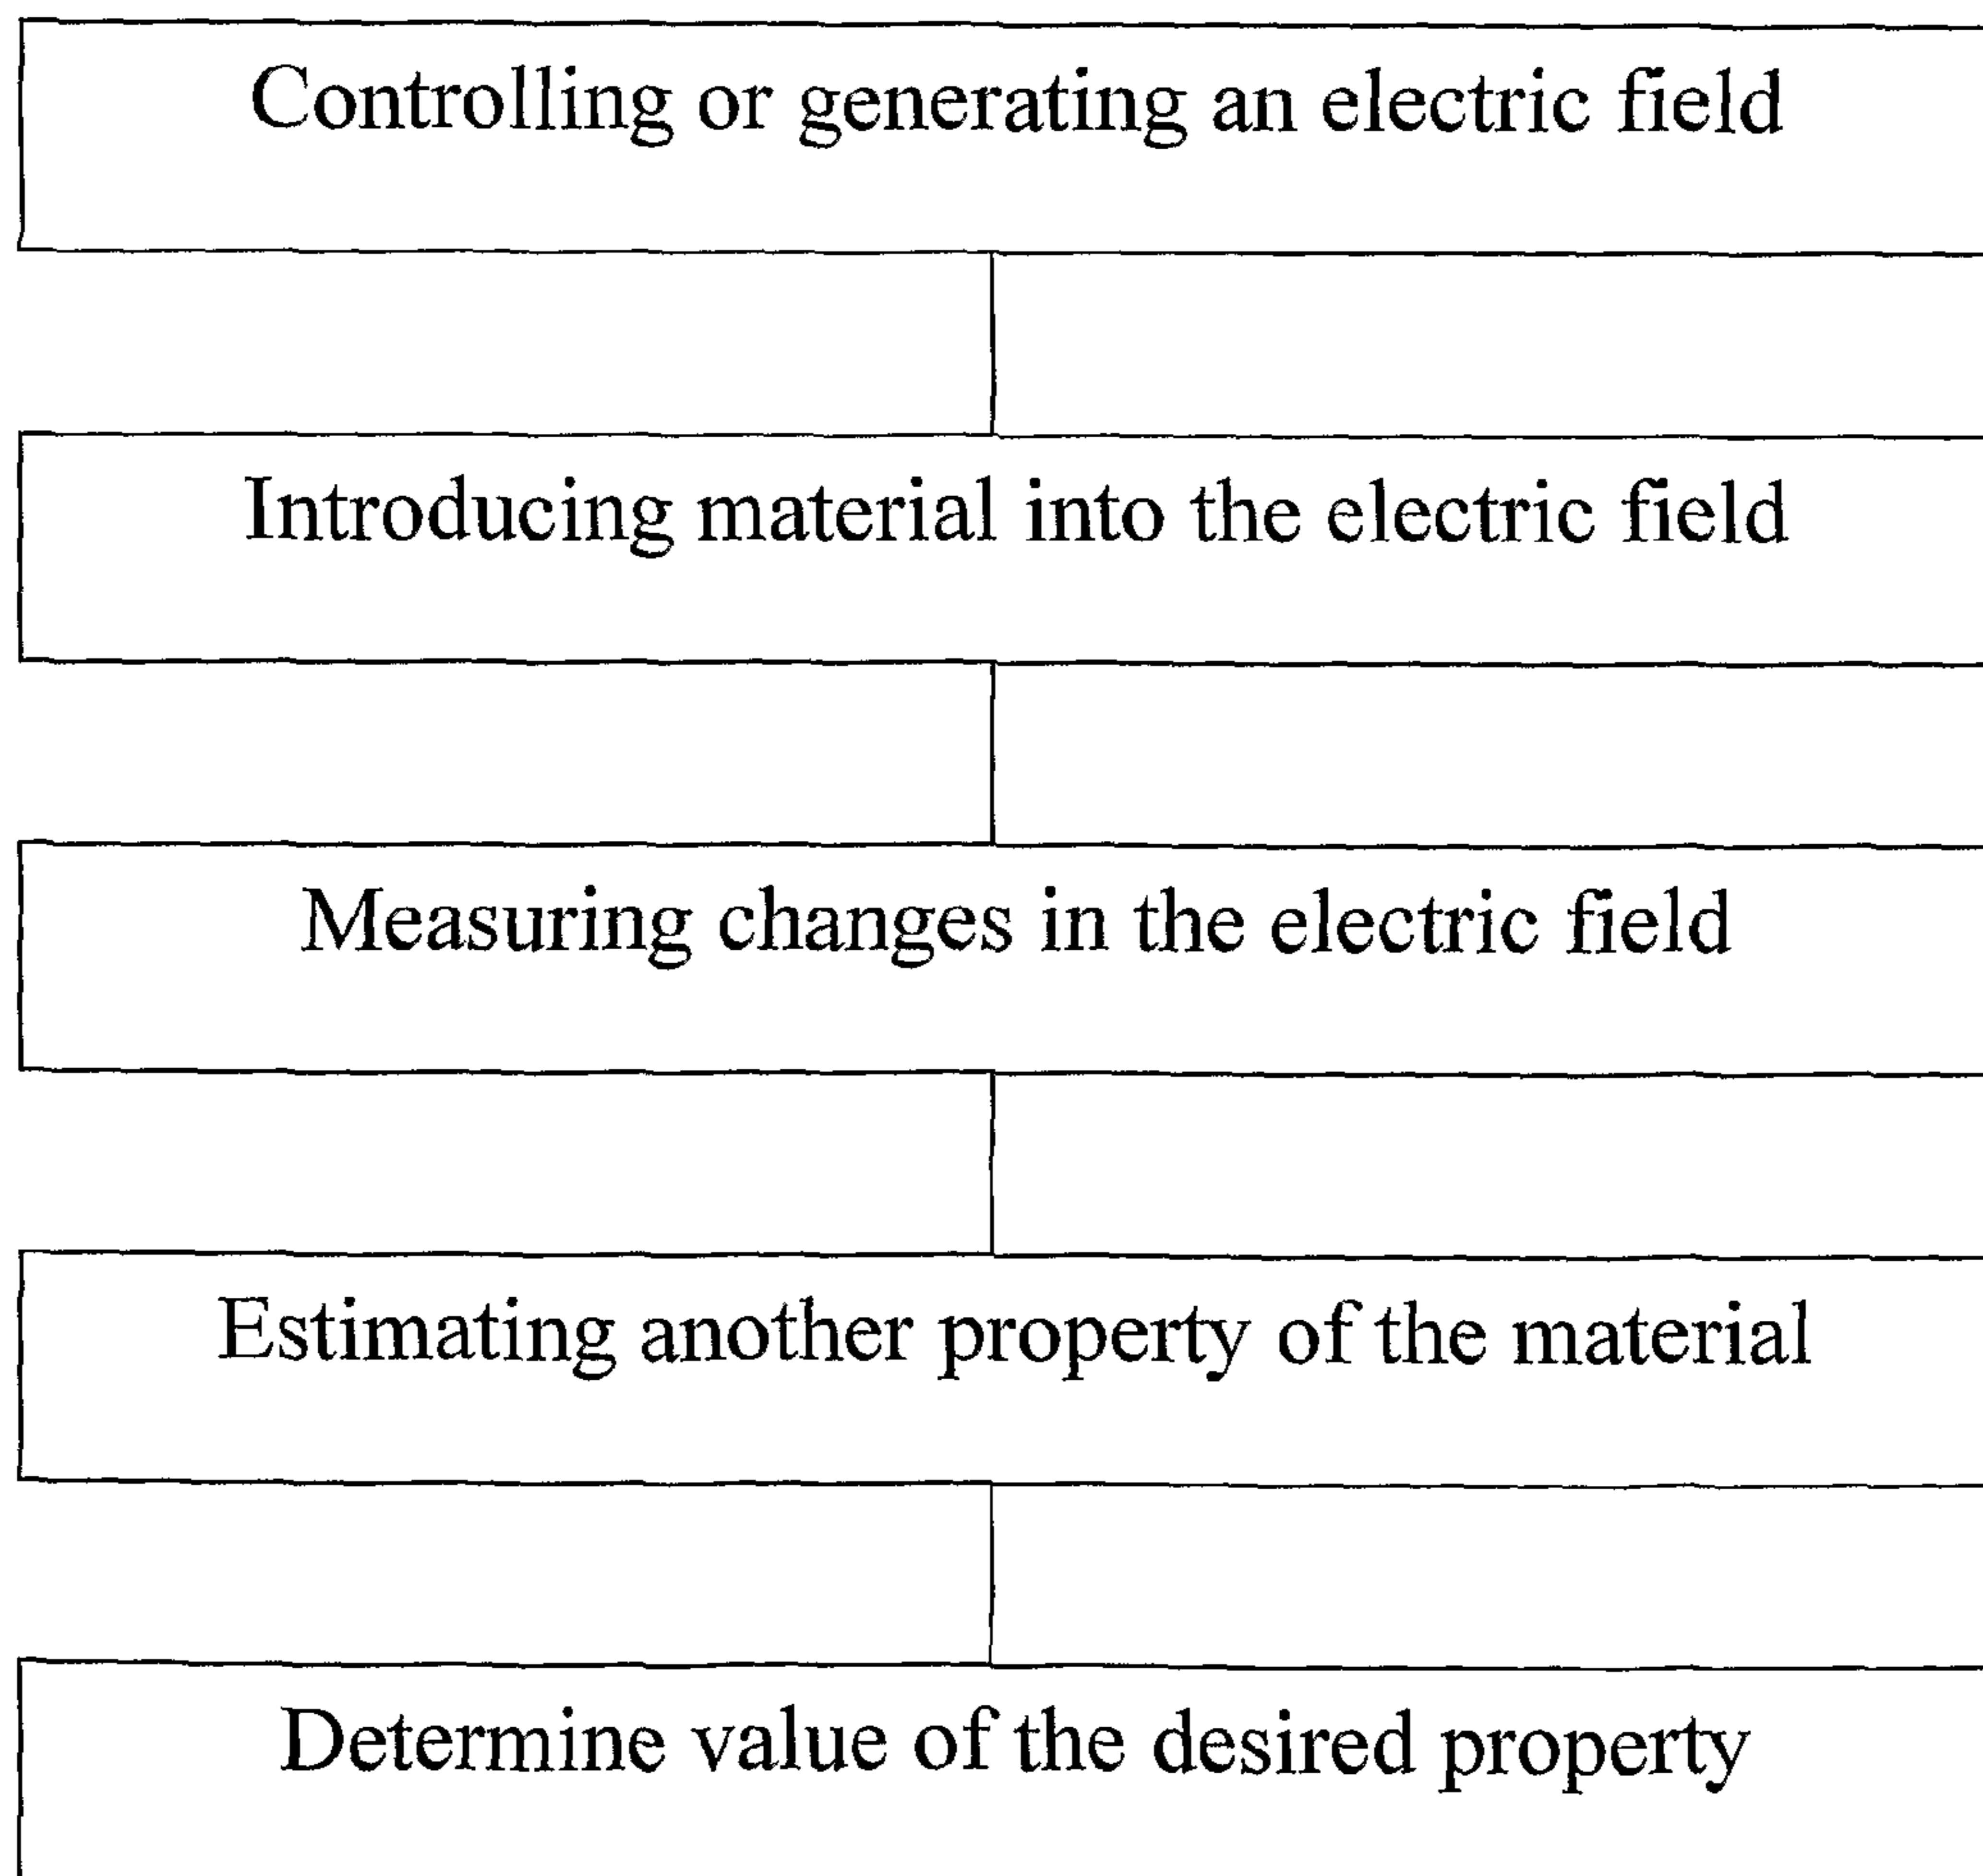 Controlling or generating an electric field
Introducing material into the electric field
Measuring changes in the electric field
Estimating another property of the material
Determine value of the desired property